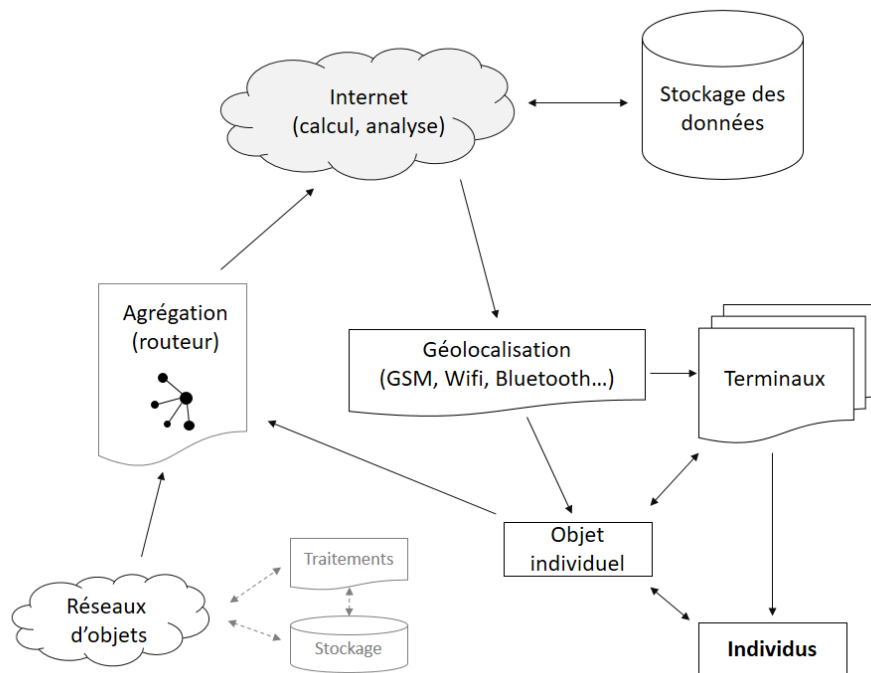 Internet
(calcul, analyse)
Stockage des
données
Agrégation
(routeur)
Géolocalisation
(GSM, Wifi, Bluetooth…)
Terminaux
Objet
individuel
Traitements
Réseaux
d’objets
Stockage
Individus